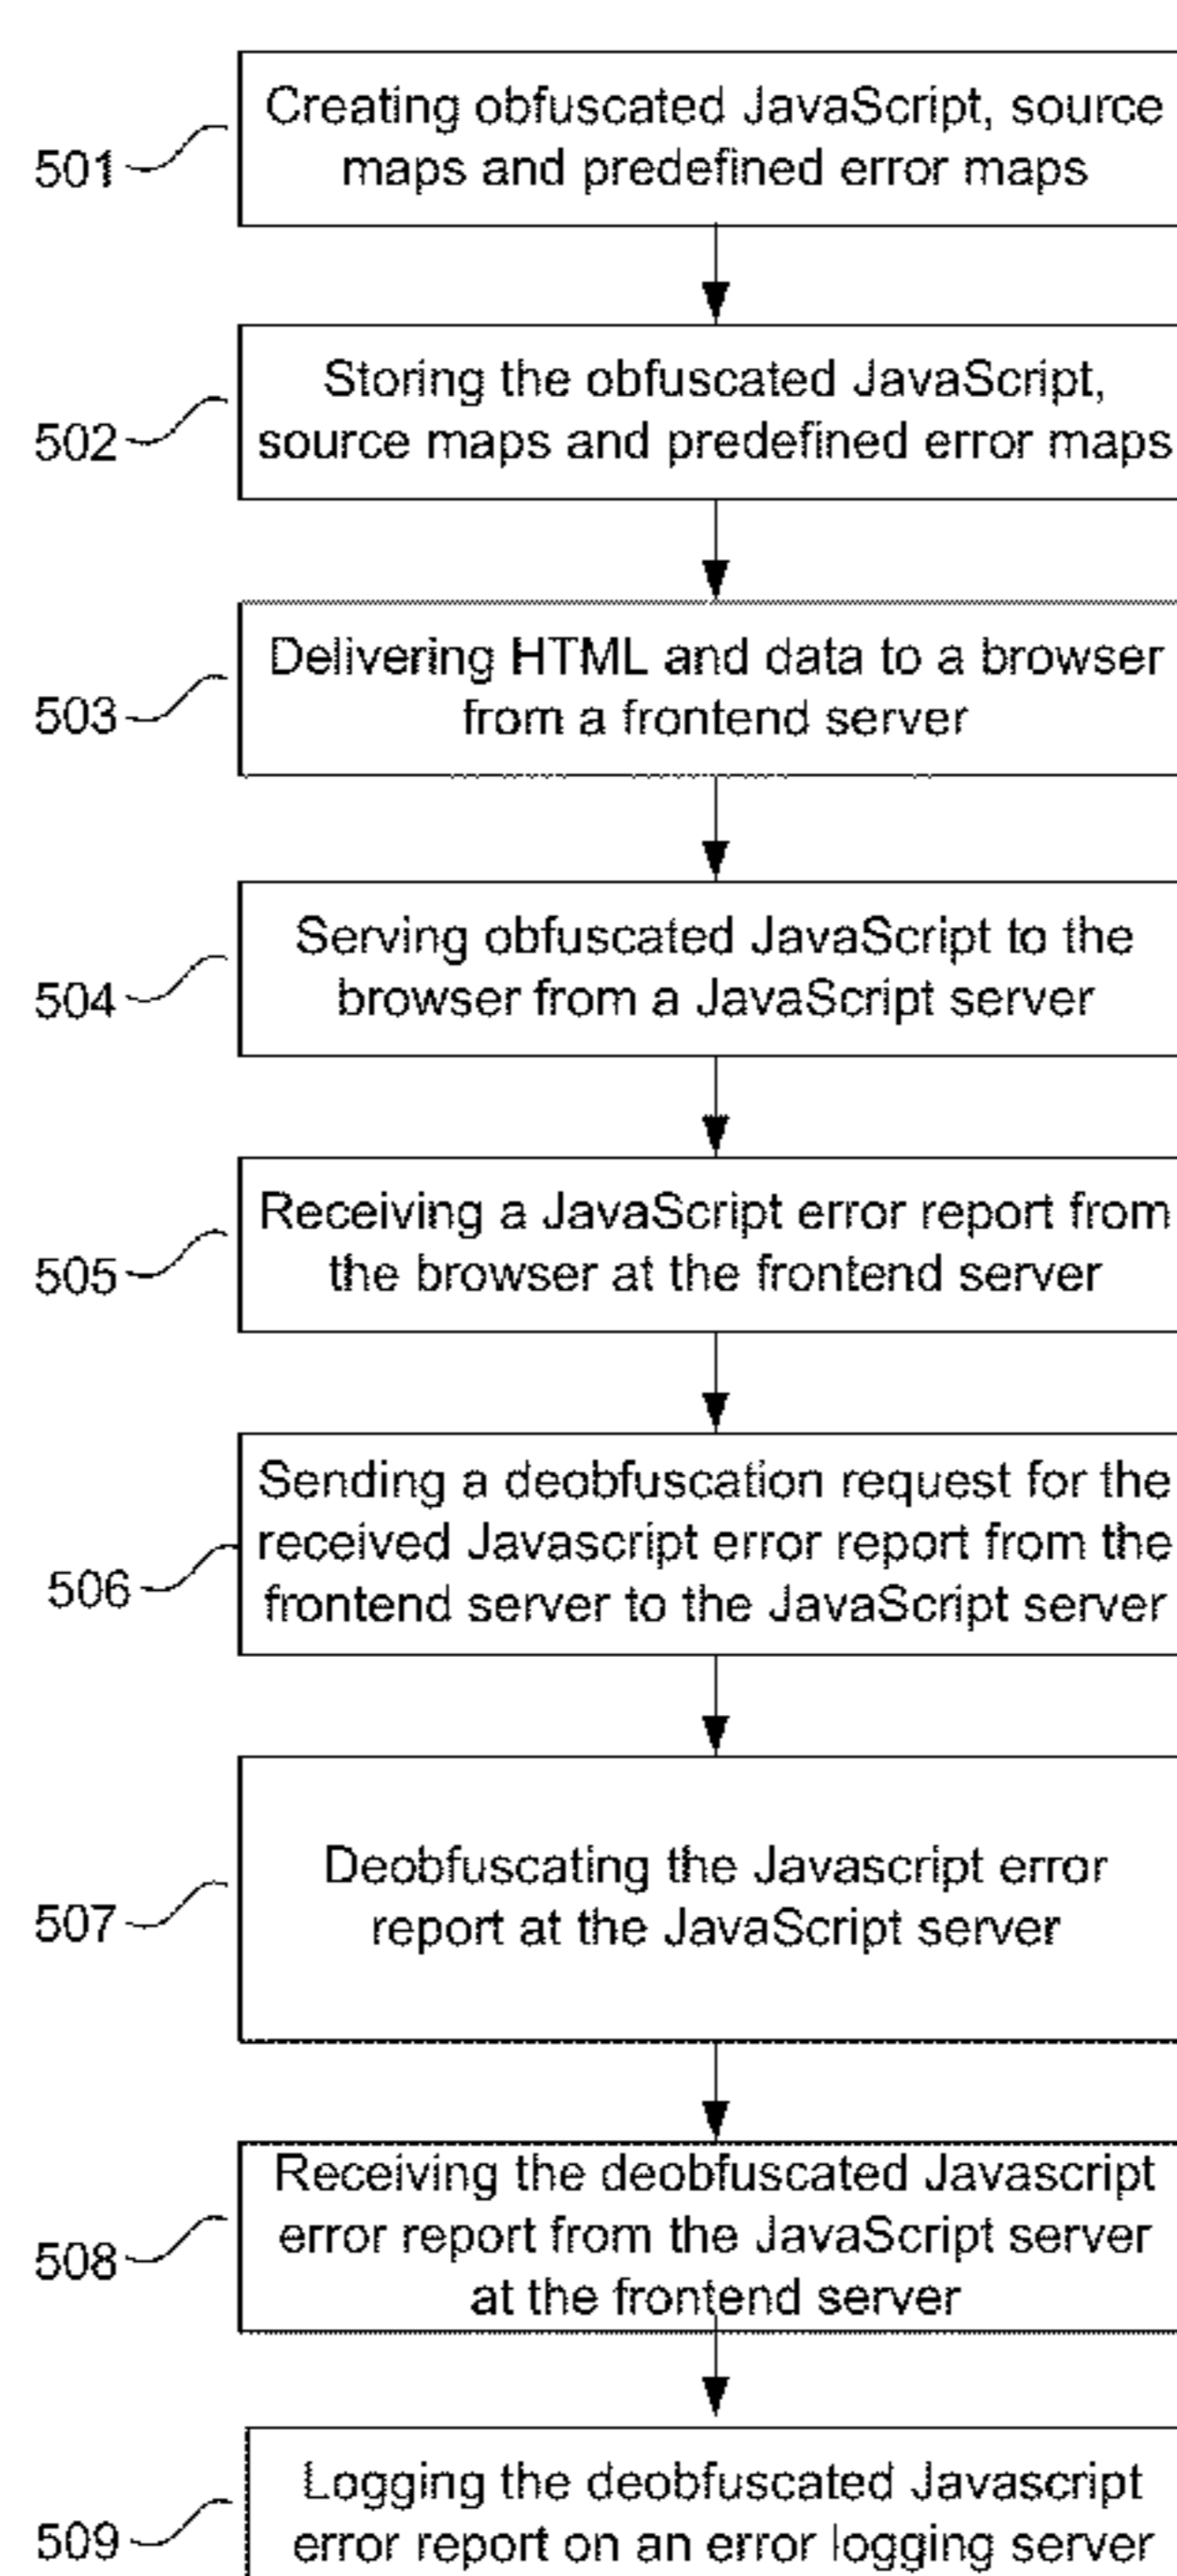 Creating obfuscated JavaScript, source
maps and predefined error maps
501
Storing the obfuscated JavaScript,
source maps and predefined error maps
502
Delivering HTML and data to a browser
from a frontend server
503
Serving obfuscated JavaScript to the
browser from a JavaScript server
504
Receiving a JavaScript error report from
the browser at the frontend server
505
Sending a deobfuscation request for the
received Javascript error report from the
frontend server to the JavaScript server
506
Deobfuscating the Javascript error
report at the JavaScript server
507
Receiving the deobfuscated Javascript
error report from the JavaScript server
at the frontend server
508
Logging the deobfuscated Javascript
error report on an error logging server
509